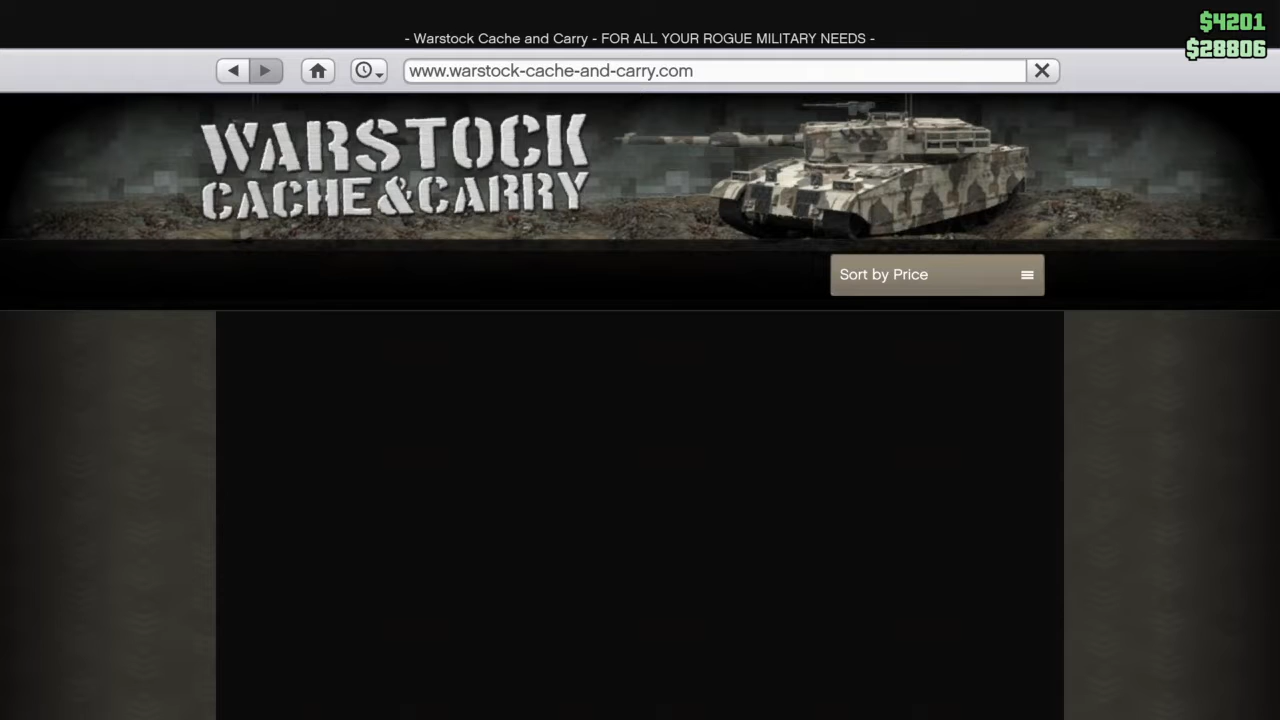 $4201
- Warstock Cache and Carry - FOR ALL YOUR ROGUE MILITARY NEEDS -
$28806
www.warstock-cache-and-carry.com
WARSTOCK
CACHE&CARRY
Sort by Price